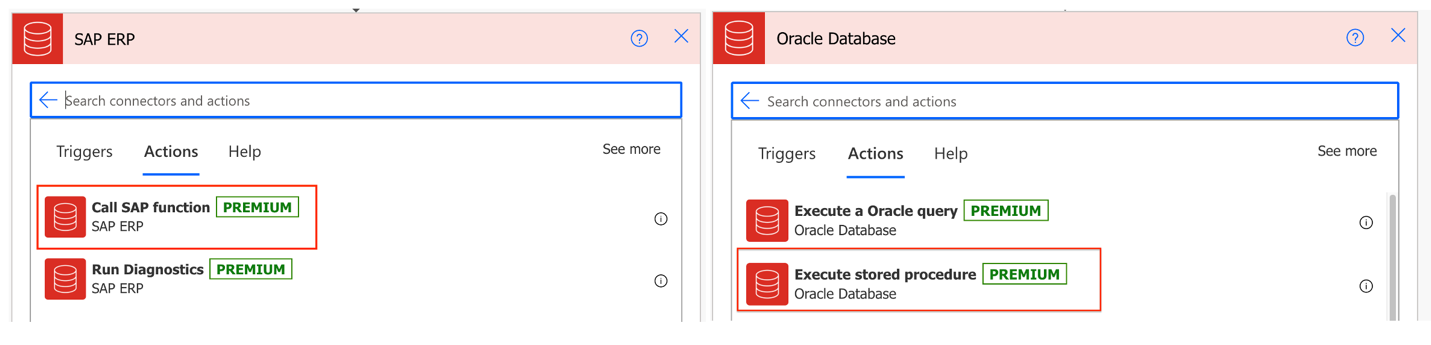 SAP ERP
Search connectors and actions
Triggers Actions Help See more
Call SAP function PREMIUM
SAP ERP
Run Diagnostics PREMIUM
SAP ERP
Oracle Database
Search connectors and actions
Triggers Actions Help See more
Execute a Oracle query PREMIUM
Oracle Database
Execute stored procedure PREMIUM
Oracle Database